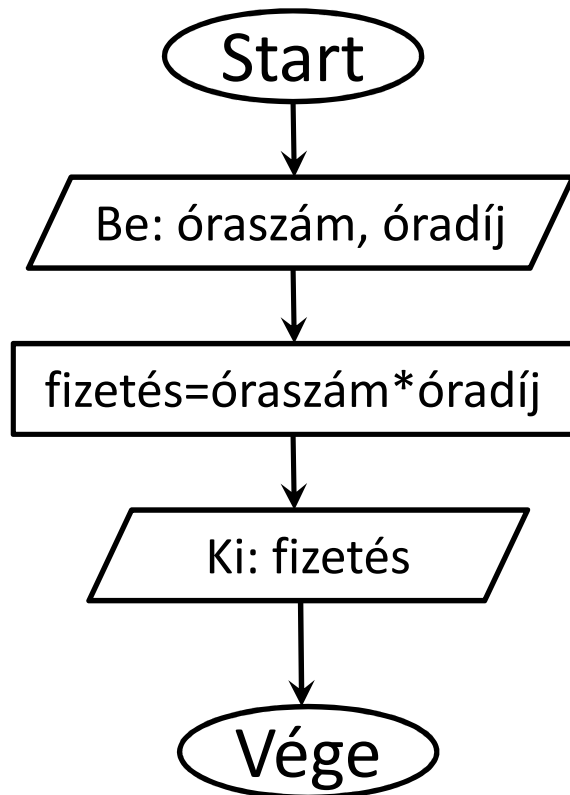 Start
Be: óraszám, óradíj
fizetés=óraszám*óradíj
Ki: fizetés
Vége